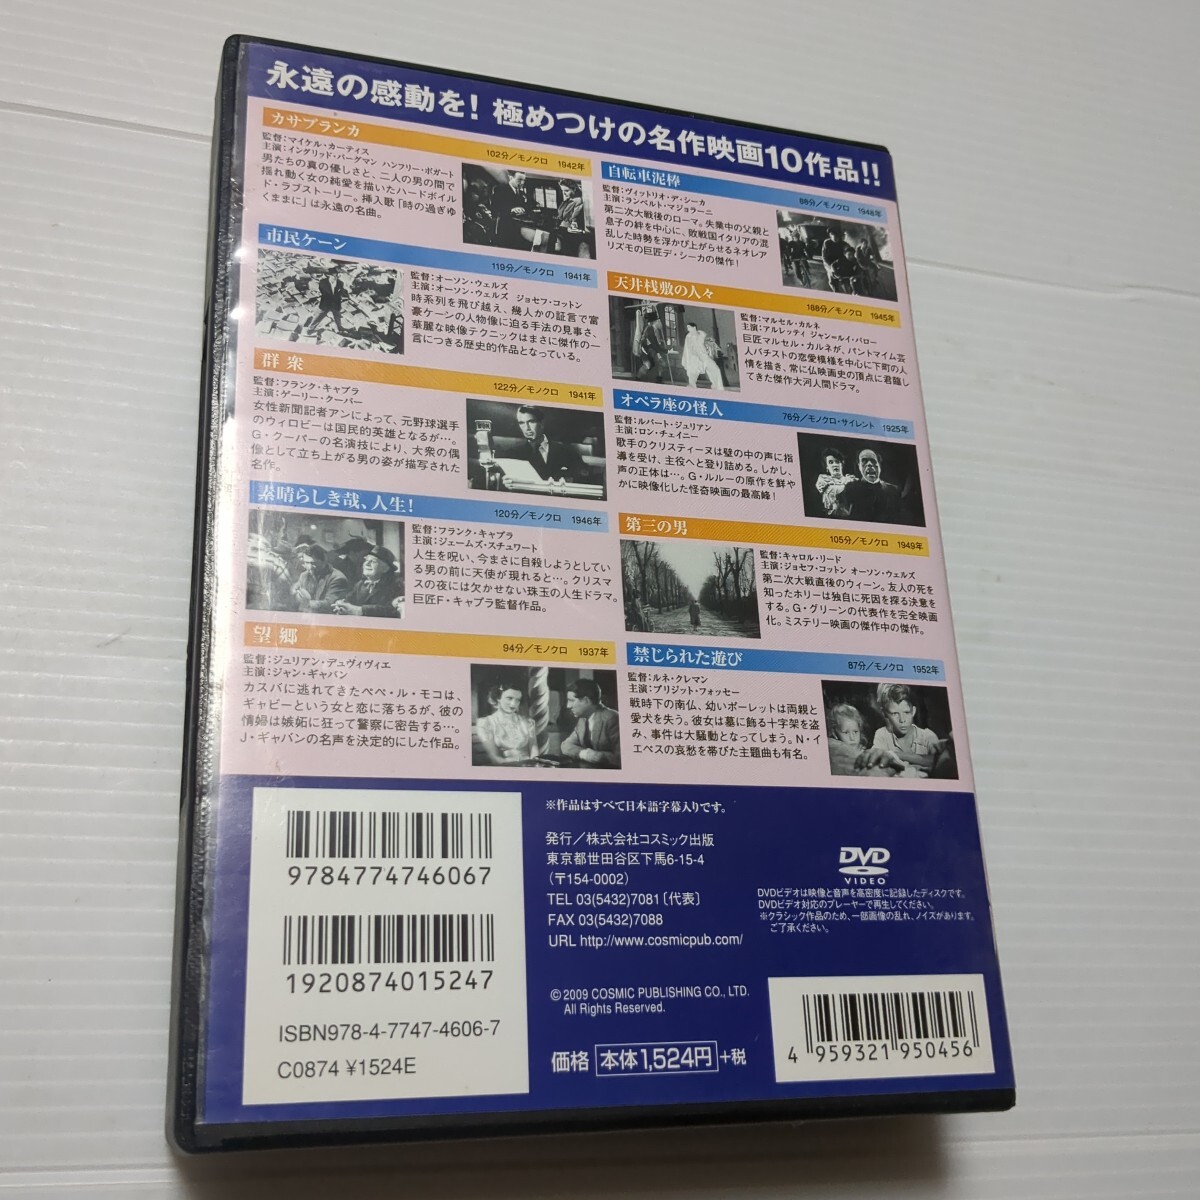 永遠の感動を! 極めつけの名作映画10作品!!
カサブランカ
102分/モノクロ 1942年
監督:マイケル・カーティス
主演:イングリッド・バーグマン ハンフリー・ボガート
男たちの真の優しさと、二人の男の間で
揺れ動く女の純愛を描いたハードボイル
ド・ラブストーリー。挿入歌「時の過ぎゆ
くままに」は永遠の名曲。
市民ケーン
119分/モノクロ 1941年
監督:オーソン・ウェルズ
主演:オーソン・ウェルズ ジョセフ・コットン
時系列を飛び越え、幾人かの証言で富
豪ケーンの人物像に迫る手法の見事さ、
華麗な映像テクニックはまさに傑作の一
言につきる歴史的作品となっている。
群衆
122分/モノクロ 1941年
監督:フランク・キャプラ
主演:ゲーリー・クーパー
女性新聞記者アンによって、元野球選手
のウィロビーは国民的英雄となるが…。
G・クーパーの名演技により、大衆の偶
像として立ち上がる男の姿が描写された
名作。
素晴らしき哉、人生!
120分/モノクロ 1946年
監督:フランク・キャプラ
主演:ジェームズ・スチュワート
人生を呪い、今まさに自殺しようとしてい
る男の前に天使が現れると…。クリスマ
スの夜には欠かせない珠玉の人生ドラマ。
巨匠F・キャプラ監督作品。
望郷
94分/モノクロ 1937年
監督:ジュリアン・デュヴィヴィエ
主演:ジャン・ギャバン
カスバに逃れてきたペペ・ル・モコは、
ギャビーという女と恋に落ちるが、彼の
情婦は嫉妬に狂って警察に密告する…。
J・ギャバンの名声を決定的にした作品。
自転車泥棒
88分/モノクロ 1948年
監督:ヴィットリオ・デ・シーカ
主演:ランベルト・マジョラーニ
第二次大戦後のローマ。失業中の父親と
息子の絆を中心に、敗戦国イタリアの混
乱した時勢を浮かび上がらせるネオレア
リズモの巨匠デ・シーカの傑作!
天井桟敷の人々
188分/モノクロ 1945年
監督:マルセル・カルネ
主演:アルレッティ ジャン=ルイ・バロー
巨匠マルセル・カルネが、パントマイム芸
人バチストの恋愛模様を中心に下町の人
情を描き、常に仏映画史の頂点に君臨し
てきた傑作大河人間ドラマ。
オペラ座の怪人
76分/モノクロ・サイレント 1925年
監督:ルパート・ジュリアン
主演:ロン・チェイニー
歌手のクリスティーヌは壁の中の声に指
導を受け、主役へと登り詰める。しかし、
声の正体は…。G・ルルーの原作を鮮や
かに映像化した怪奇映画の最高峰!
第三の男
105分/モノクロ 1949年
監督:キャロル・リード
主演:ジョセフ・コットン オーソン・ウェルズ
第二次大戦直後のウィーン。友人の死を
知ったホリーは独自に死因を探る決意を
する。G・グリーンの代表作を完全映画
化。ミステリー映画の傑作中の傑作。
禁じられた遊び
87分/モノクロ 1952年
監督:ルネ・クレマン
主演:ブリジット・フォッセー
戦時下の南仏、幼いポーレットは両親と
愛犬を失う。彼女は墓に飾る十字架を盗
み、事件は大騒動となってしまう。N・イ
エペスの哀愁を帯びた主題曲も有名。
9784774746067
1920874015247
ISBN978-4-7747-4606-7
C0874 ¥1524E
※作品はすべて日本語字幕入りです。
発行/株式会社コスミック出版
東京都世田谷区下馬6-15-4
(〒154-0002)
TEL 03(5432)7081〔代表〕
FAX 03(5432)7088
URL http://www.cosmicpub.com/
© 2009 COSMIC PUBLISHING CO., LTD.
All Rights Reserved.
価格 本体1,524円 +税
DVD
VIDEO
DVDビデオは映像と音声を高密度に記録したディスクです。
DVDビデオ対応のプレーヤーで再生してください。
※クラシック作品のため、一部画像の乱れ、ノイズがあります。
ご了承ください。
4 959321 950456